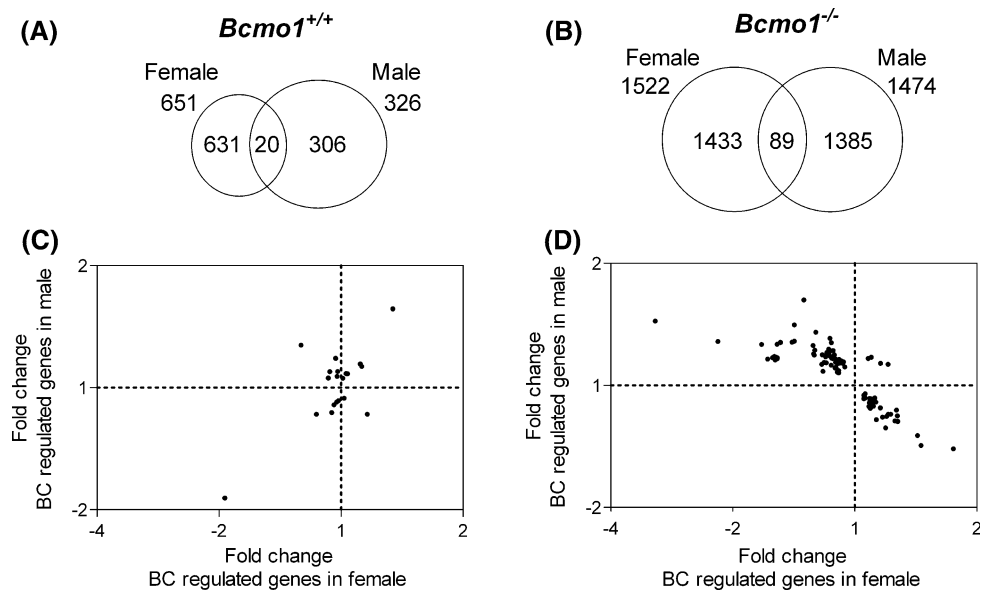 (A)
Bcmo1+/+
Female
651
Male
326
631
20
306
(B)
Bcmo1-/-
Female
1522
Male
1474
1433
89
1385
(C)
Fold change
BC regulated genes in male
2
1
-2
-4
-2
1
2
Fold change
BC regulated genes in female
(D)
Fold change
BC regulated genes in male
2
1
-2
-4
-2
1
2
Fold change
BC regulated genes in female